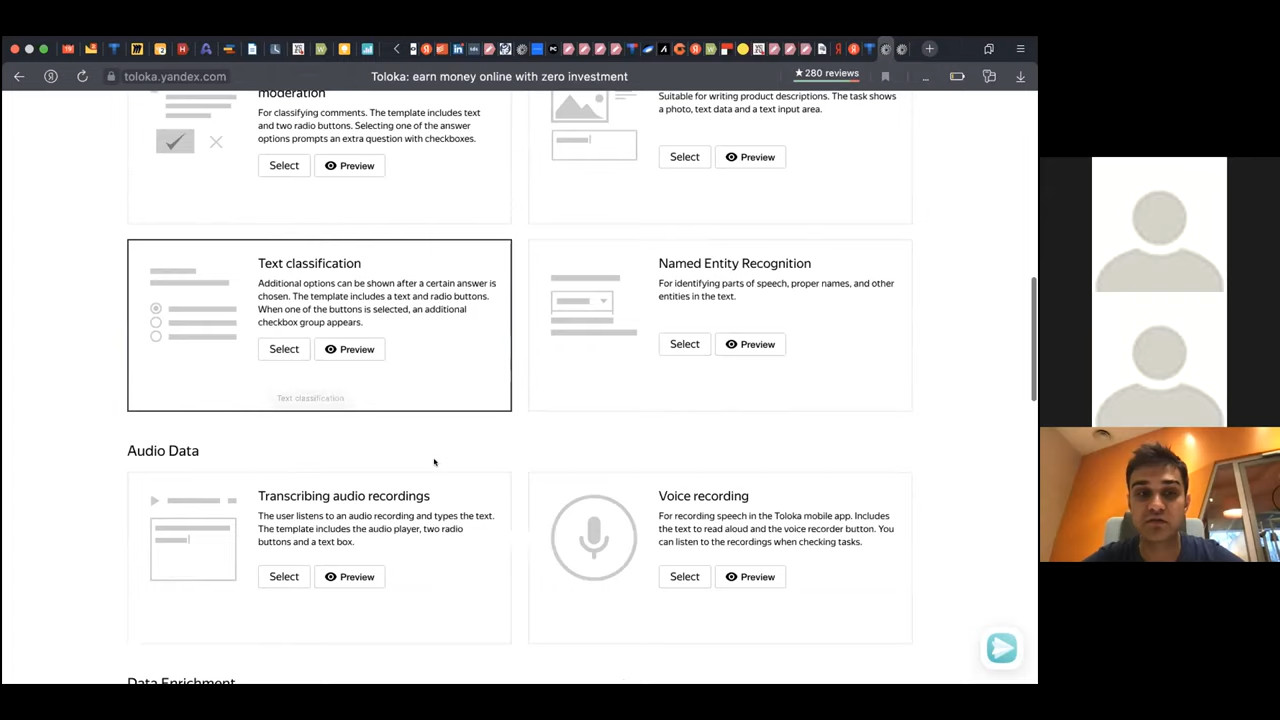 toloka.yandex.com
Toloka: earn money online with zero investment
★280 reviews
moderation
For classifying comments. The template includes text
and two radio buttons. Selecting one of the answer
options prompts an extra question with checkboxes.
Select
Preview
Suitable for writing product descriptions. The task shows
a photo, text data and a text input area.
Select
Preview
Text classification
Additional options can be shown after a certain answer is
chosen. The template includes a text and radio buttons.
When one of the buttons is selected, an additional
checkbox group appears.
Select
Preview
Text classification
Named Entity Recognition
For identifying parts of speech, proper names, and other
entities in the text.
Select
Preview
Audio Data
Transcribing audio recordings
The user listens to an audio recording and types the text.
The template includes the audio player, two radio
buttons and a text box.
Select
Preview
Voice recording
For recording speech in the Toloka mobile app. Includes
the text to read aloud and the voice recorder button. You
can listen to the recordings when checking tasks.
Select
Preview
Data Enrichment